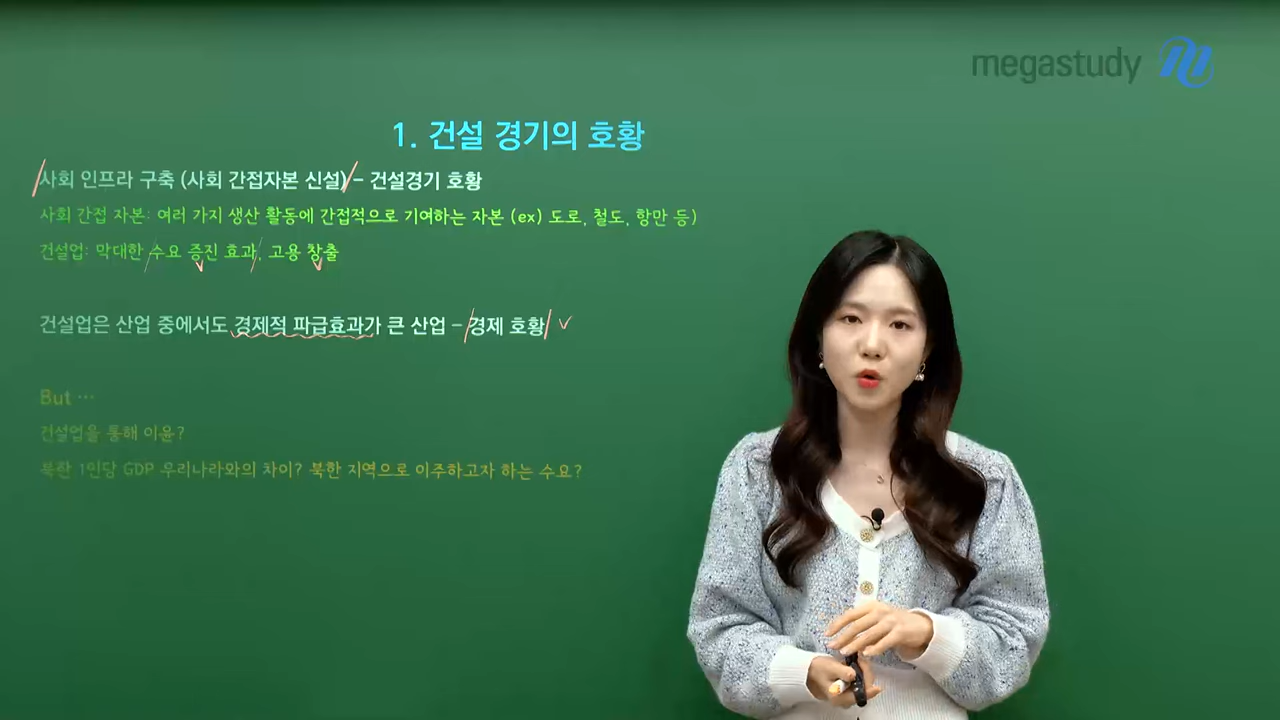 megastudy
1. 건설 경기의 호황
사회 인프라 구축 (사회 간접자본 신설) - 건설경기 호황
사회 간접 자본: 여러 가지 생산 활동에 간접적으로 기여하는 자본 (ex) 도로, 철도, 항만 등)
건설업: 막대한 수요 증진 효과, 고용 창출
건설업은 산업 중에서도 경제적 파급효과가 큰 산업 - 경제 호황
But …
건설업을 통해 이윤?
북한 1인당 GDP 우리나라와의 차이? 북한 지역으로 이주하고자 하는 수요?